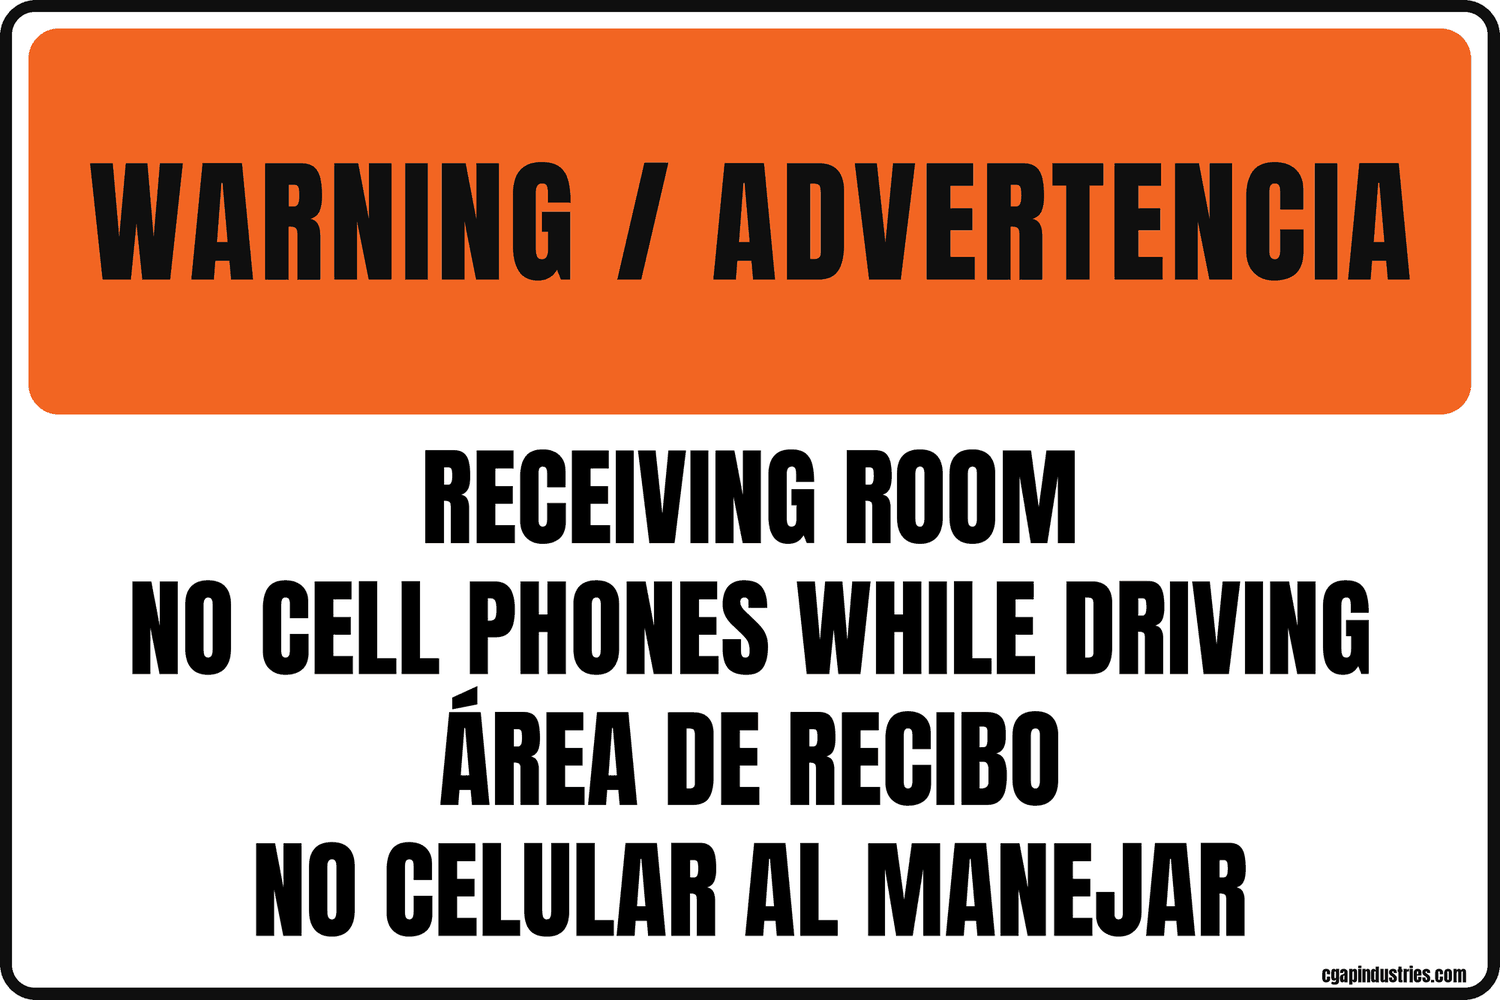 WARNING / ADVERTENCIA
RECEIVING ROOM
NO CELL PHONES WHILE DRIVING
ÁREA DE RECIBO
NO CELULAR AL MANEJAR
cgapindustries.com